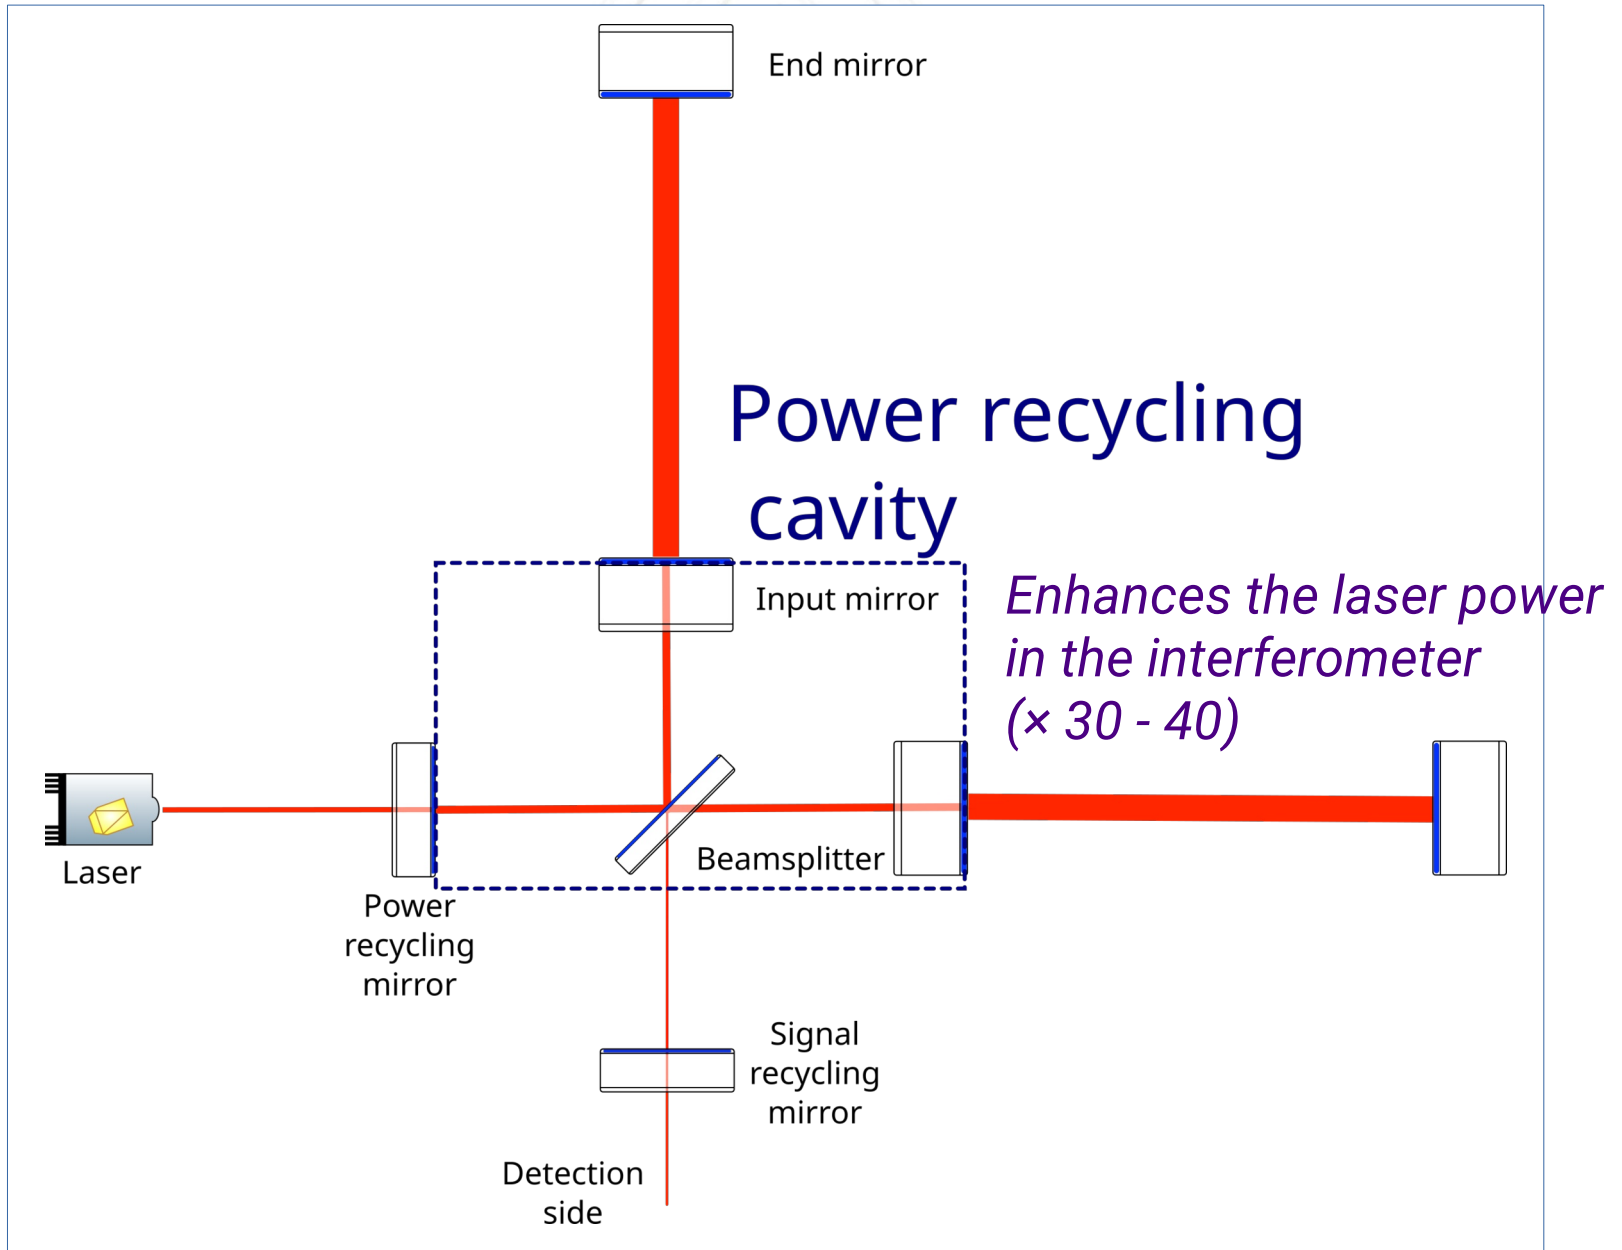 End mirror
Power recycling
cavity
Input mirror
Enhances the laser power
in the interferometer
(× 30 - 40)
Beamsplitter
Laser
Power
recycling
mirror
Signal
recycling
mirror
Detection
side